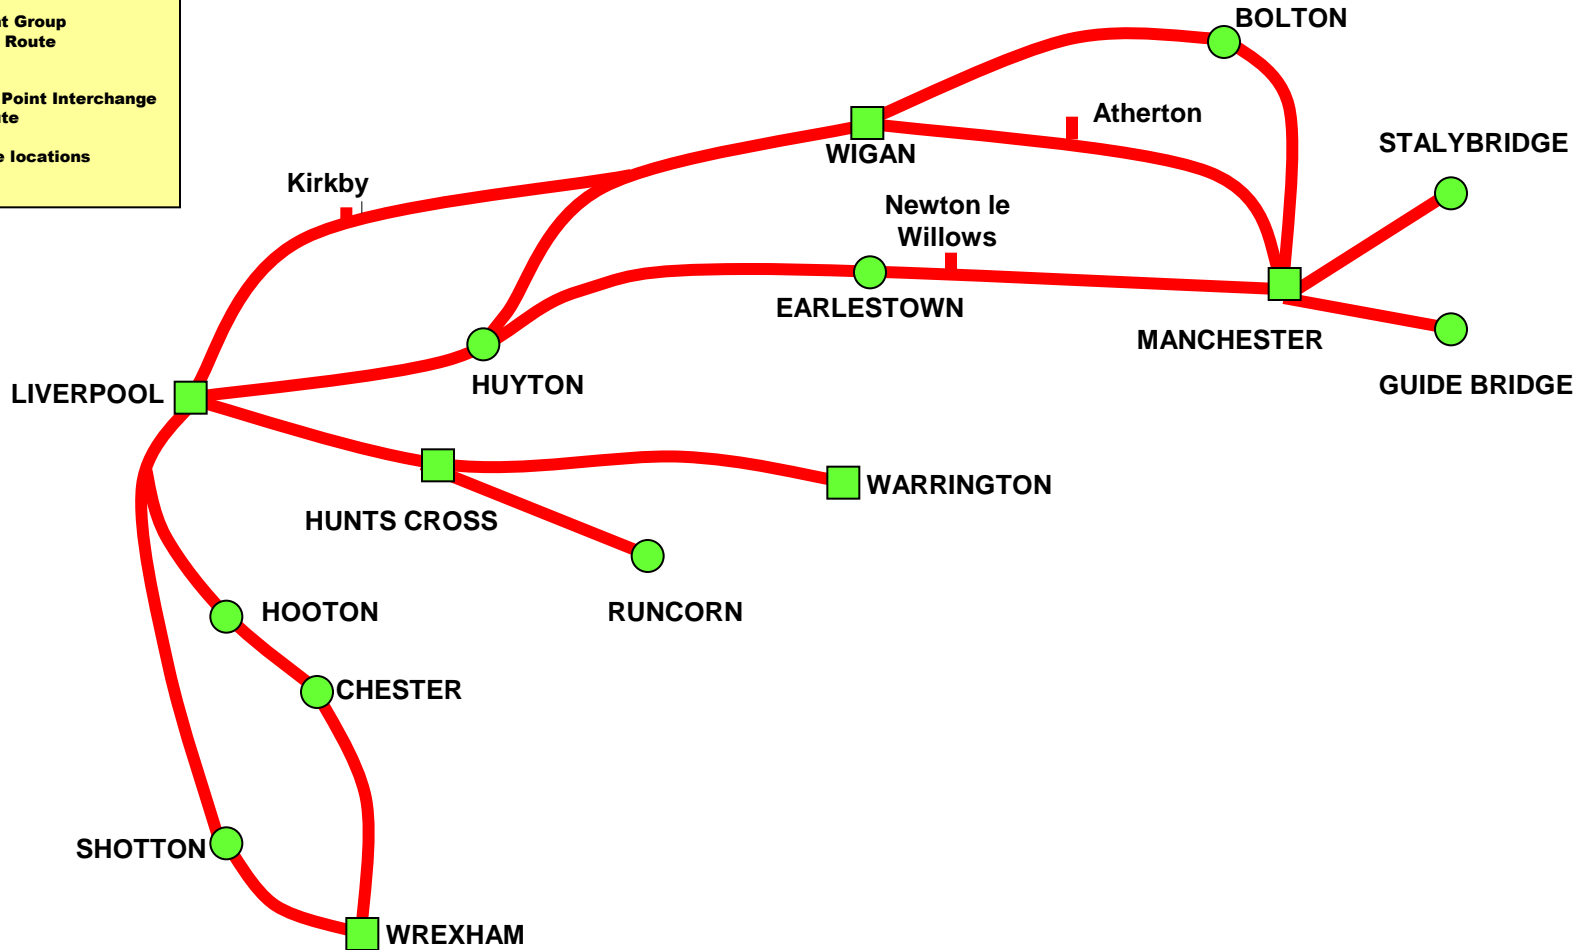 Group
Route
Point Interchange
locations
BOLTON
Atherton
STALYBRIDGE
WIGAN
Kirkby
Newton le
Willows
EARLESTOWN
MANCHESTER
HUYTON
GUIDE BRIDGE
LIVERPOOL
WARRINGTON
HUNTS CROSS
HOOTON
RUNCORN
CHESTER
SHOTTON
WREXHAM